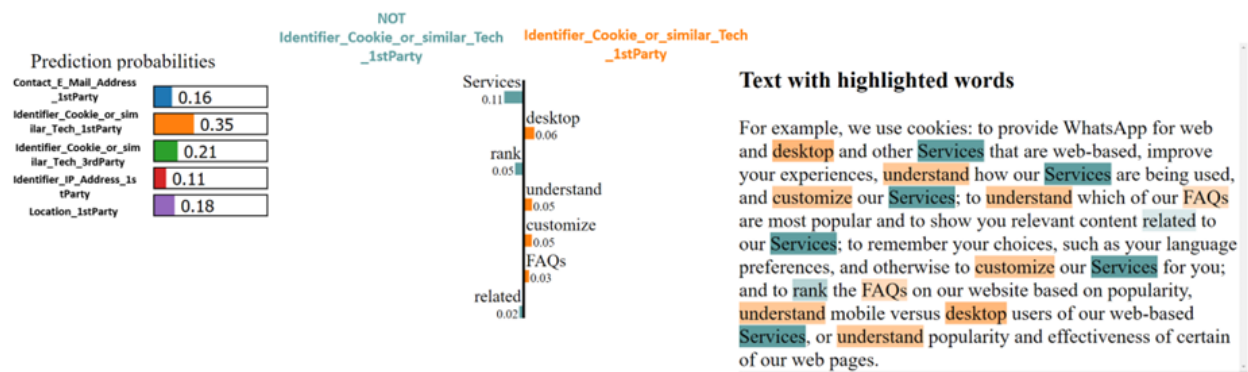 NOT
Identifier_Cookie_or_similar_Tech
_1stParty
Identifier_Cookie_or_similar_Tech
_1stParty
Prediction probabilities
Contact_E_Mail_Address
_1stParty
0.16
Identifier_Cookie_or_sim
ilar_Tech_1stParty
0.35
Identifier_Cookie_or_sim
ilar_Tech_3rdParty
0.21
Identifier_IP_Address_1s
tParty
0.11
Location_1stParty
0.18
Services
0.11
desktop
0.06
rank
0.05
understand
0.05
customize
0.05
FAQs
0.03
related
0.02
Text with highlighted words
For example, we use cookies: to provide WhatsApp for web
and desktop and other Services that are web-based, improve
your experiences, understand how our Services are being used,
and customize our Services; to understand which of our FAQs
are most popular and to show you relevant content related to
our Services; to remember your choices, such as your language
preferences, and otherwise to customize our Services for you;
and to rank the FAQs on our website based on popularity,
understand mobile versus desktop users of our web-based
Services, or understand popularity and effectiveness of certain
of our web pages.